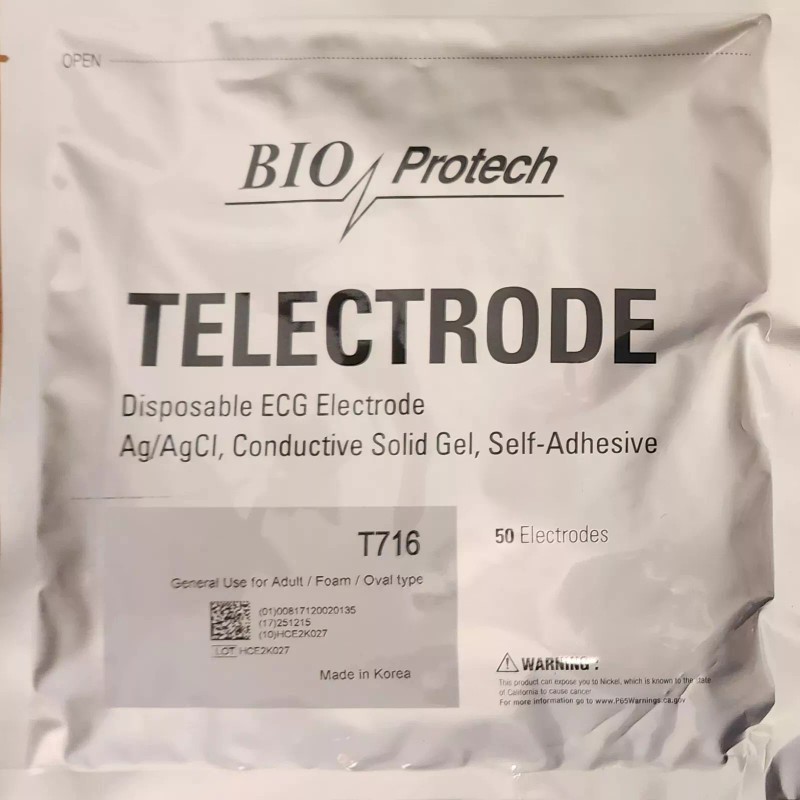 OPEN
BIO Protech
TELECTRODE
Disposable ECG Electrode
Ag/AgCl, Conductive Solid Gel, Self-Adhesive
T716
50 Electrodes
General Use for Adult / Foam / Oval type
(01)00817120020135
(17)251215
(10)HCE2K027
LOT HCE2K027
Made in Korea
WARNING :
This product can expose you to Nickel, which is known to the state
of California to cause cancer
For more information go to www.P65Warnings.ca.gov